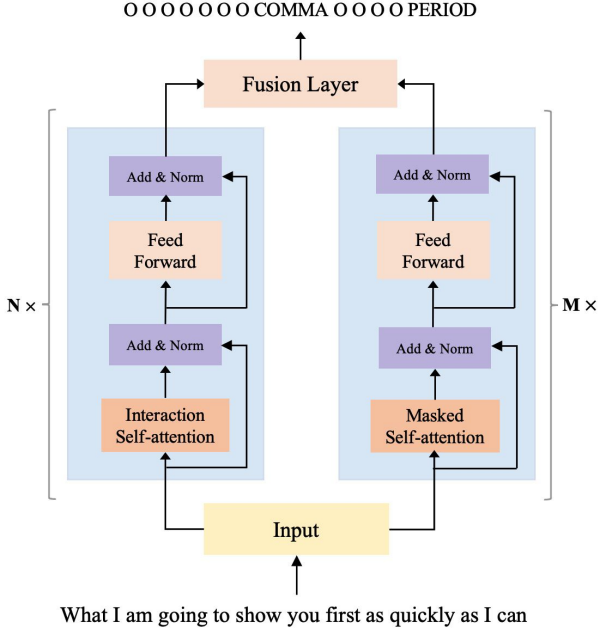 O O O O O O O COMMA O O O O PERIOD
Fusion Layer
Add & Norm
Feed
Forward
Add & Norm
Interaction
Self-attention
N ×
Add & Norm
Feed
Forward
Add & Norm
Masked
Self-attention
M ×
Input
What I am going to show you first as quickly as I can